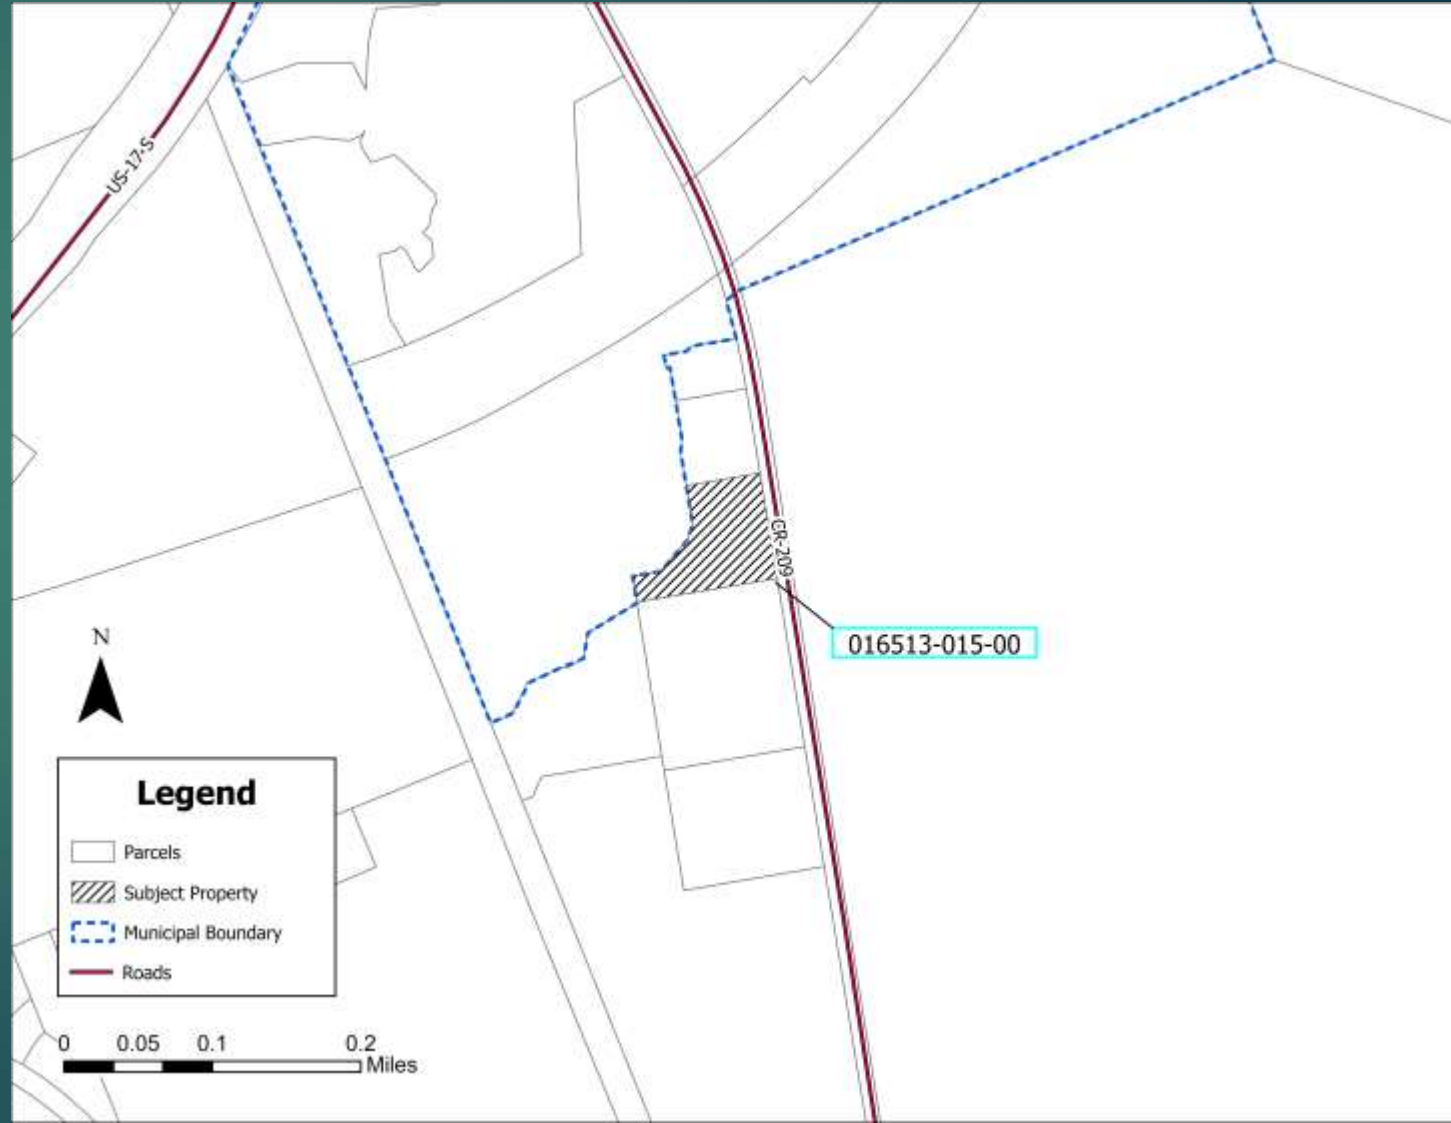 US-17-S
CR-209
016513-015-00
N
Legend
Parcels
Subject Property
Municipal Boundary
Roads
0 0.05 0.1 0.2
Miles